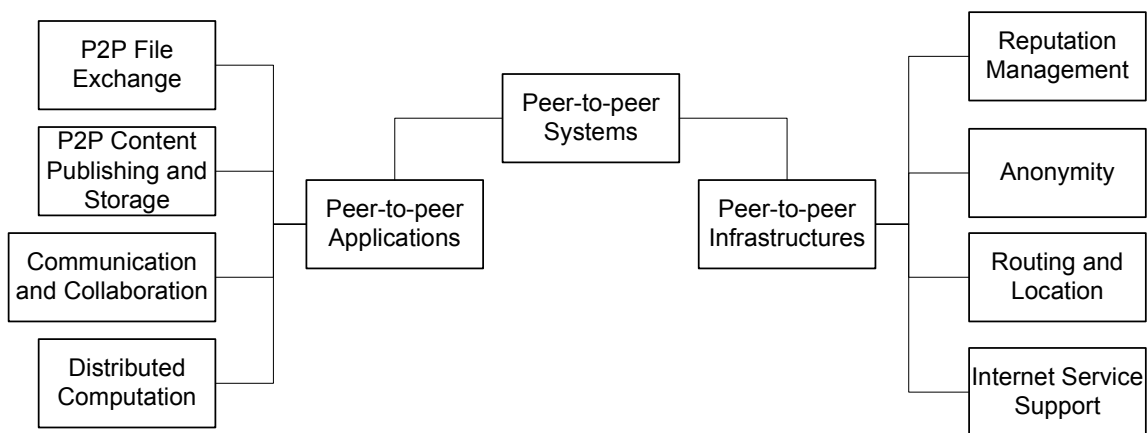 P2P File
Exchange
P2P Content
Publishing and
Storage
Communication
and Collaboration
Distributed
Computation
Peer-to-peer
Applications
Peer-to-peer
Systems
Peer-to-peer
Infrastructures
Reputation
Management
Anonymity
Routing and
Location
Internet Service
Support